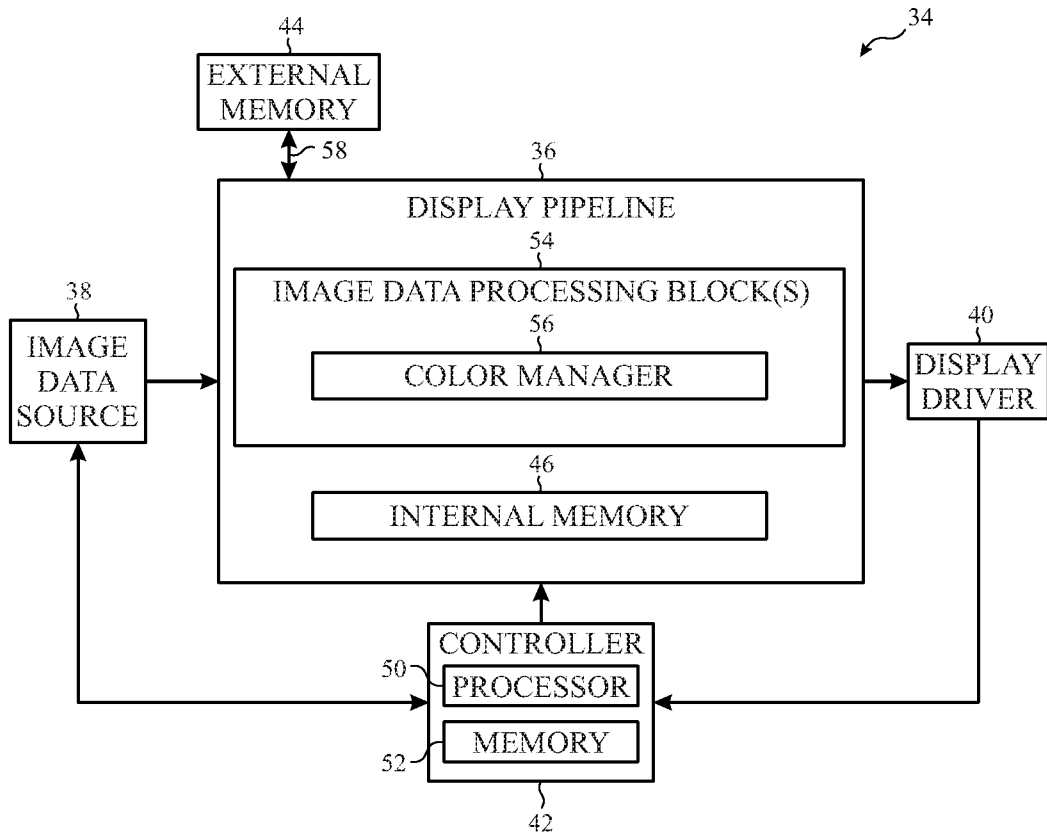 34
44
EXTERNAL
MEMORY
58
36
DISPLAY PIPELINE
54
IMAGE DATA PROCESSING BLOCK(S)
56
COLOR MANAGER
38
IMAGE
DATA
SOURCE
40
DISPLAY
DRIVER
46
INTERNAL MEMORY
CONTROLLER
50
PROCESSOR
52
MEMORY
42